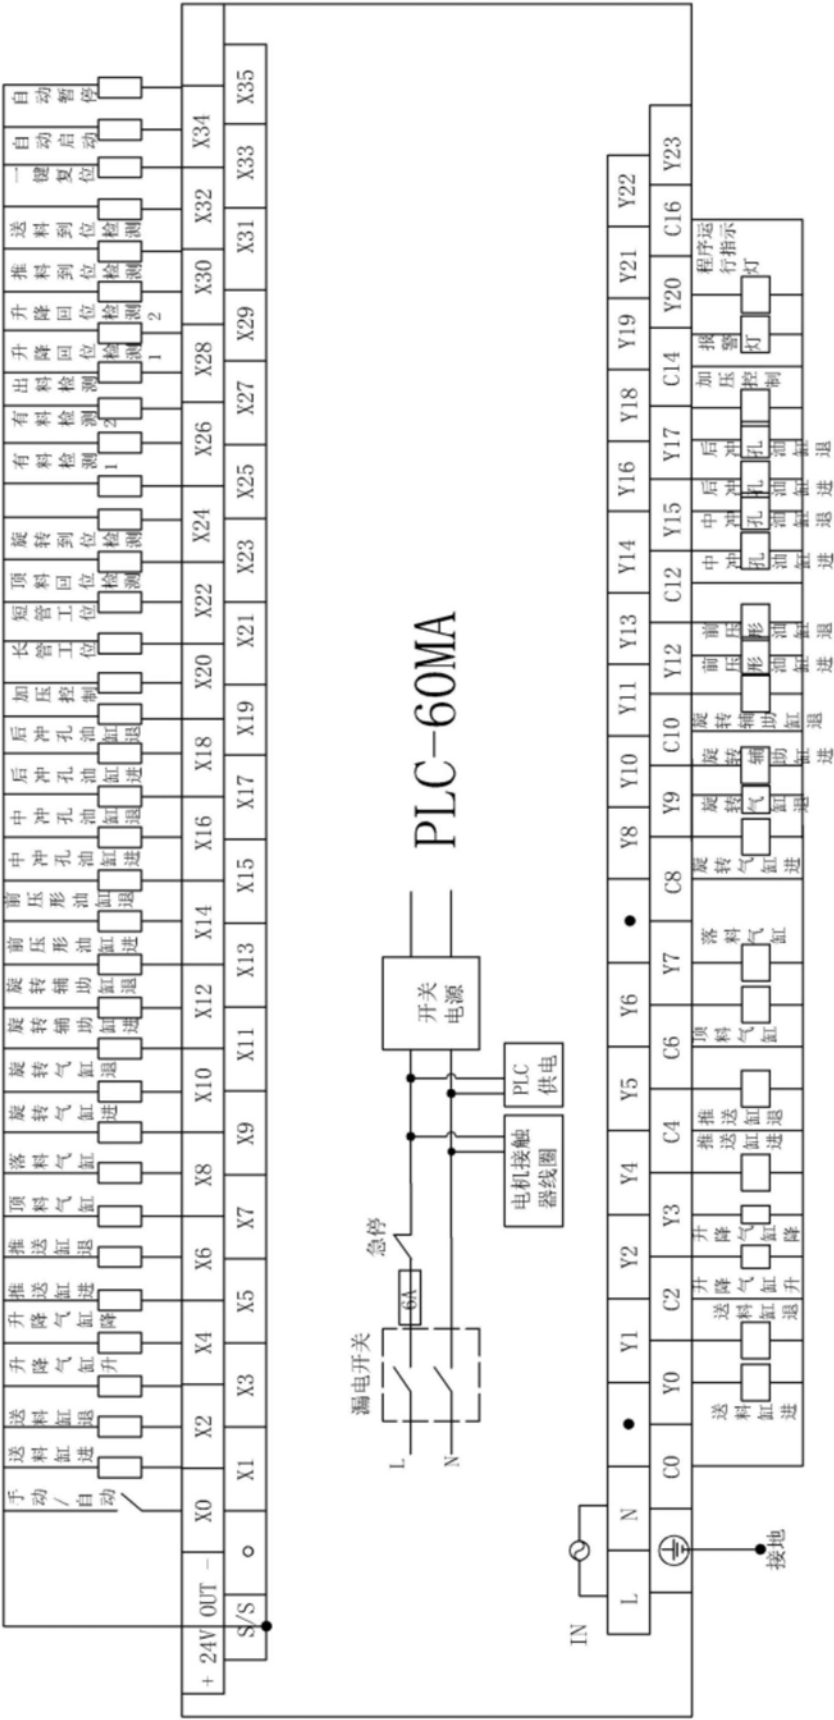 手动/自动
送料缸进
送料缸退
升降气缸升
升降气缸降
推送缸进
推送缸退
顶料气缸
落料气缸
旋转气缸进
旋转气缸退
旋转辅助缸进
旋转辅助缸退
前压形油缸进
前压形油缸退
中冲孔油缸进
中冲孔油缸退
后冲孔油缸进
后冲孔油缸退
加压控制
长管工位
短管工位
顶料回位检测
旋转到位检测
有料检测1
有料检测2
出料检测
升降回位检测1
升降回位检测2
推料到位检测
送料到位检测
一键复位
自动启动
自动暂停
+ 24V OUT - X0 X2 X4 X6 X8 X10 X12 X14 X16 X18 X20 X22 X24 X26 X28 X30 X32 X34
S/S X1 X3 X5 X7 X9 X11 X13 X15 X17 X19 X21 X23 X25 X27 X29 X31 X33 X35
漏电开关
急停
L
N
6A
开关
电源
电机接触
器线圈
PLC
供电
PLC-60MA
IN
L N Y1 Y2 Y4 Y5 Y6 Y8 Y10 Y11 Y13 Y14 Y16 Y18 Y19 Y21 Y22
C0 Y0 C2 Y3 C4 C6 Y7 C8 Y9 C10 Y12 C12 Y15 Y17 C14 Y20 C16 Y23
接地
送料缸进
送料缸退
升降气缸升
升降气缸降
推送缸进
推送缸退
顶料气缸
落料气缸
旋转气缸进
旋转气缸退
旋转辅助缸进
旋转辅助缸退
前压形油缸进
前压形油缸退
中冲孔油缸进
中冲孔油缸退
后冲孔油缸进
后冲孔油缸退
加压控制
报警灯
程序运
行指示
灯